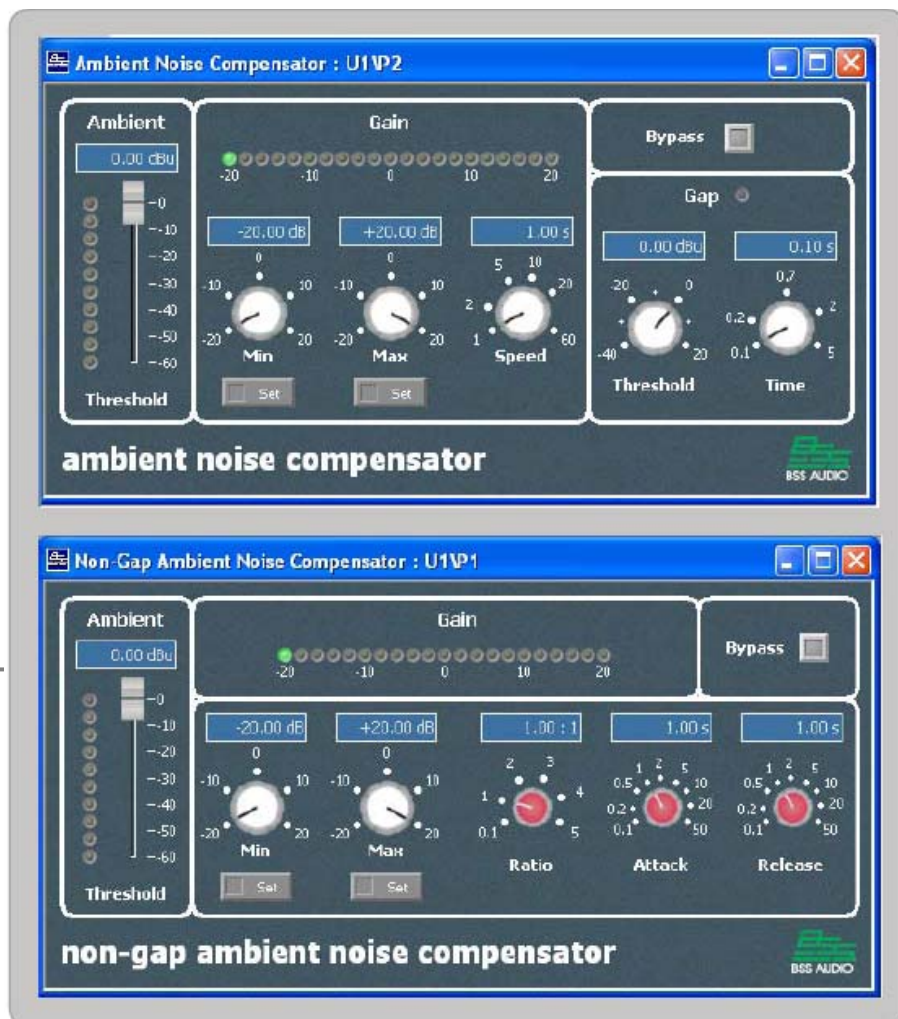 Ambient Noise Compensator : U1\P2
Ambient
0.00 dBu
-0
-10
-20
-30
-40
-50
-60
Threshold
Gain
-20 -10 0 10 20
-20.00 dB
0
-10 10
-20 20
Min
Set
+20.00 dB
0
-10 10
-20 20
Max
Set
1.00 s
5 10
2 20
1 60
Speed
Bypass
Gap
0.00 dBu
-20 0
-40 20
Threshold
0.10 s
0.7
0.2 2
0.1 5
Time
ambient noise compensator
BSS AUDIO
Non-Gap Ambient Noise Compensator : U1\P1
Ambient
0.00 dBu
-0
-10
-20
-30
-40
-50
-60
Threshold
Gain
-20 -10 0 10 20
Bypass
-20.00 dB
0
-10 10
-20 20
Min
Set
+20.00 dB
0
-10 10
-20 20
Max
Set
1.00 : 1
2 3
1 4
0.1 5
Ratio
1.00 s
1 2 5
0.5 10
0.2 20
0.1 50
Attack
1.00 s
1 2 5
0.5 10
0.2 20
0.1 50
Release
non-gap ambient noise compensator
BSS AUDIO